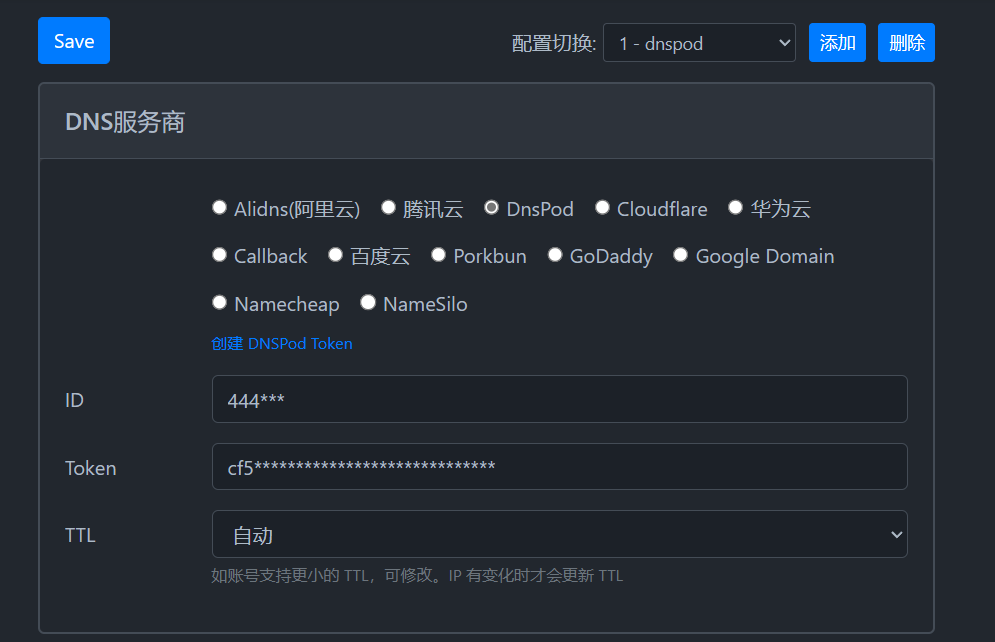 Save 配置切换: 1 - dnspod 添加 删除
DNS服务商
Alidns(阿里云) 腾讯云 DnsPod Cloudflare 华为云
Callback 百度云 Porkbun GoDaddy Google Domain
Namecheap NameSilo
创建 DNSPod Token
ID 444***
Token cf5*****************************
TTL 自动
如账号支持更小的 TTL，可修改。IP 有变化时才会更新 TTL